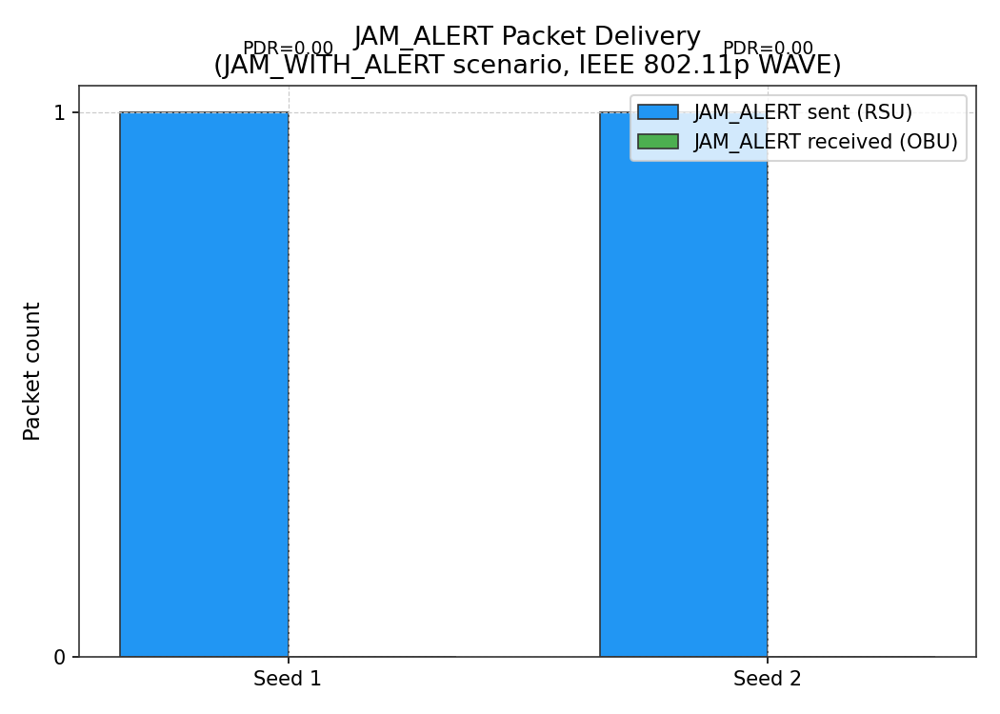 JAM_ALERT Packet Delivery
PDR=0.00 PDR=0.00
(JAM_WITH_ALERT scenario, IEEE 802.11p WAVE)
1
JAM_ALERT sent (RSU)
JAM_ALERT received (OBU)
Packet count
0
Seed 1 Seed 2